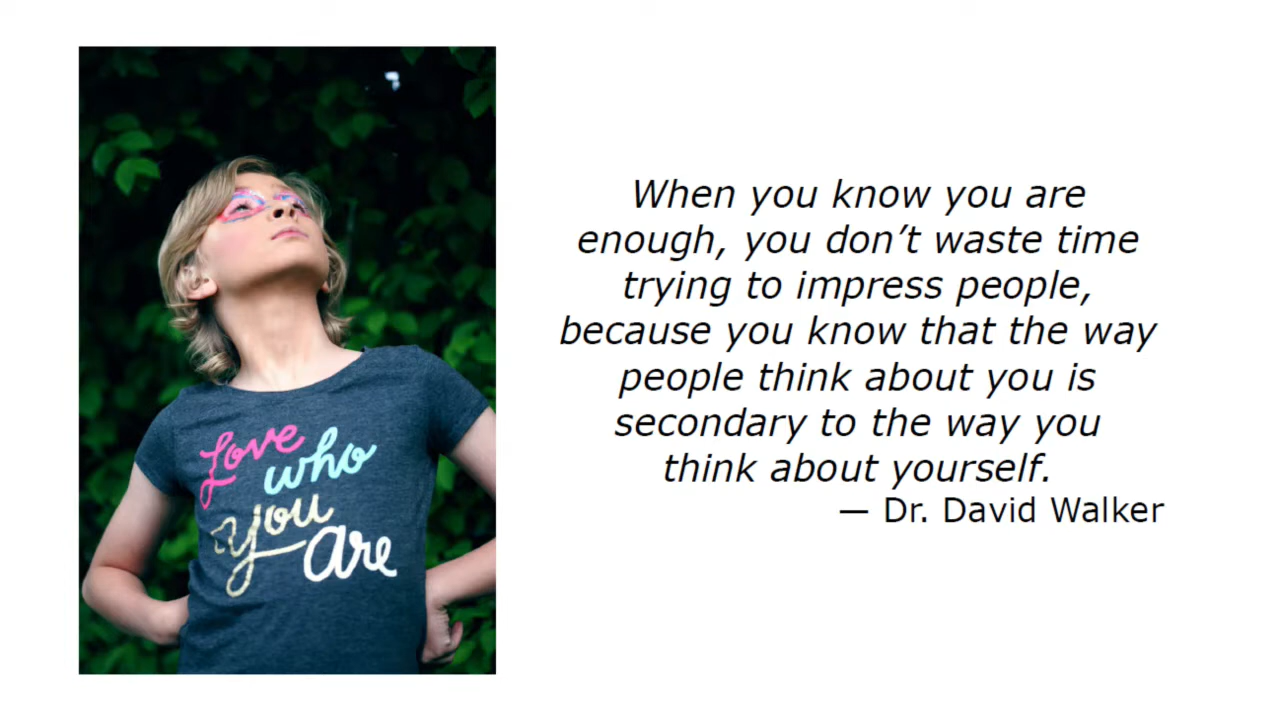 Love
who
you
Are
When you know you are
enough, you don’t waste time
trying to impress people,
because you know that the way
people think about you is
secondary to the way you
think about yourself.
— Dr. David Walker